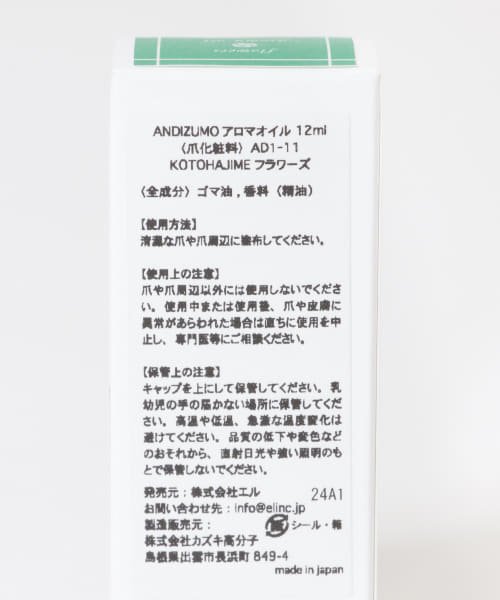 flowers
ANDIZUMO アロマオイル 12ml
〈爪化粧料〉 AD1-11
KOTOHAJIME フラワーズ
〈全成分〉ゴマ油,香料〈精油〉
【使用方法】
清潔な爪や爪周辺に塗布してください。
【使用上の注意】
爪や爪周辺以外には使用しないでくださ
い。使用中または使用後、爪や皮膚に
異常があらわれた場合は直ちに使用を中
止し、専門医等にご相談ください。
【保管上の注意】
キャップを上にして保管してください。乳
幼児の手の届かない場所に保管してくだ
さい。高温や低温、急激な温度変化は
避けてください。品質の低下や変色など
のおそれから、直射日光や強い照明のも
とで保管しないでください。
発売元:株式会社エル 24A1
お問い合わせ先:info@elinc.jp
製造販売元: 紙 シール・箱
株式会社カズキ高分子
島根県出雲市長浜町 849-4
made in japan